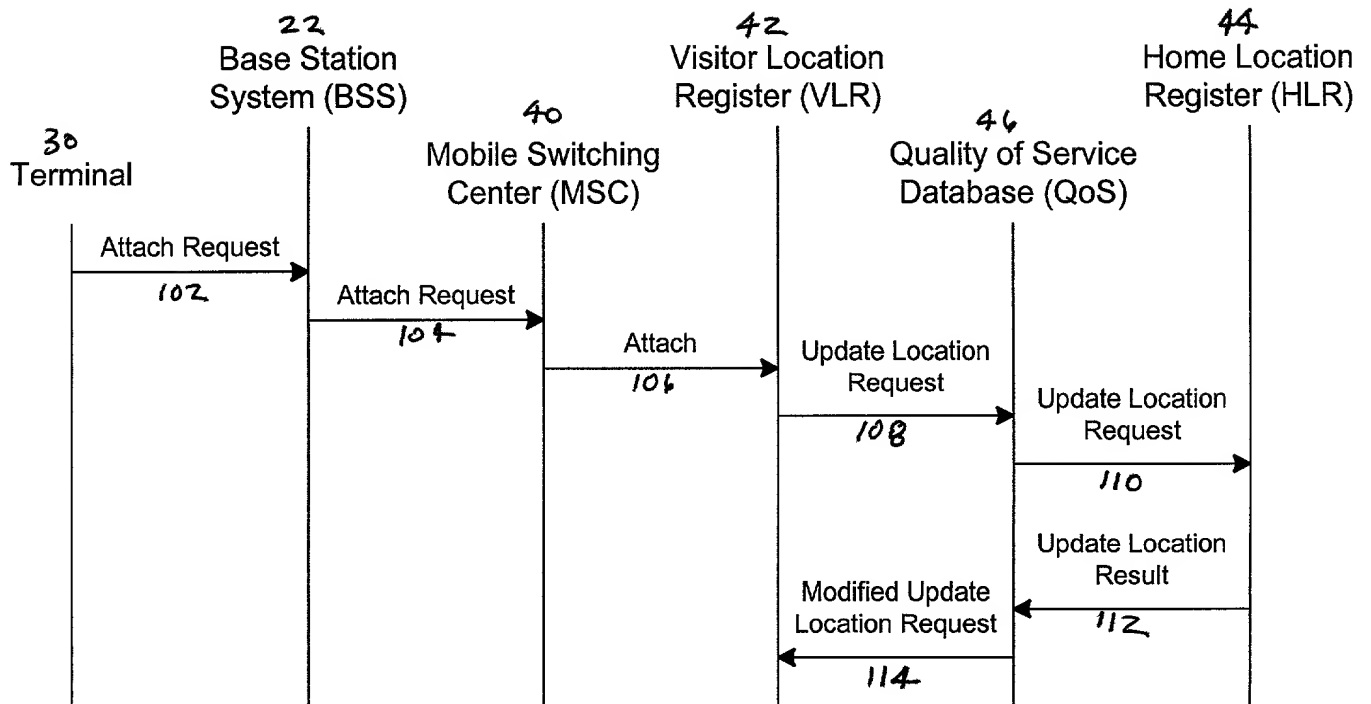 22
Base Station
System (BSS)
42
Visitor Location
Register (VLR)
44
Home Location
Register (HLR)
30
Terminal
40
Mobile Switching
Center (MSC)
46
Quality of Service
Database (QoS)
Attach Request
102
Attach Request
104
Attach
106
Update Location
Request
108
Update Location
Request
110
Update Location
Result
112
Modified Update
Location Request
114